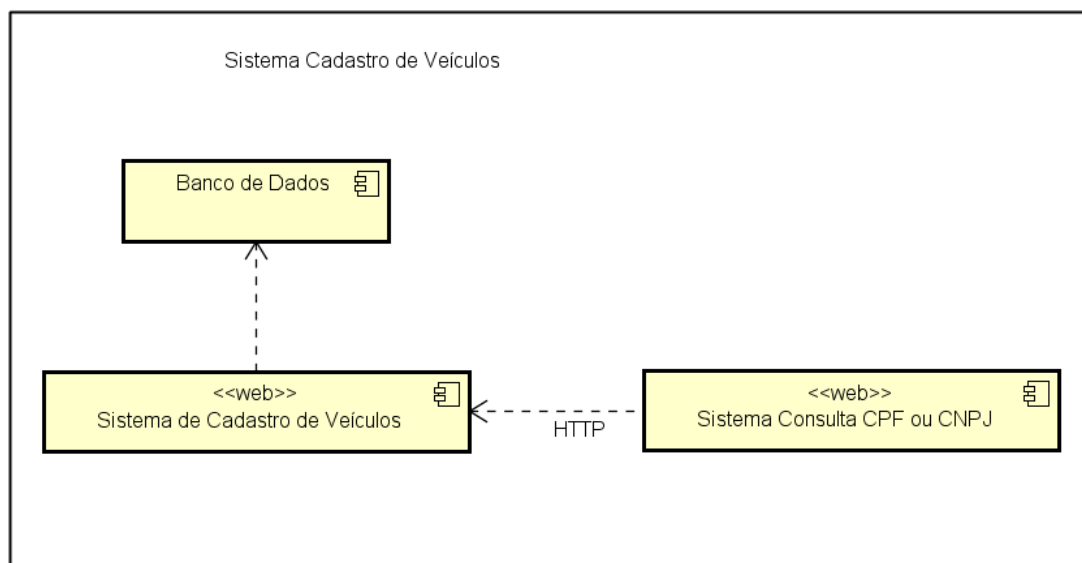 Sistema Cadastro de Veículos
Banco de Dados
<<web>>
Sistema de Cadastro de Veículos
HTTP
<<web>>
Sistema Consulta CPF ou CNPJ